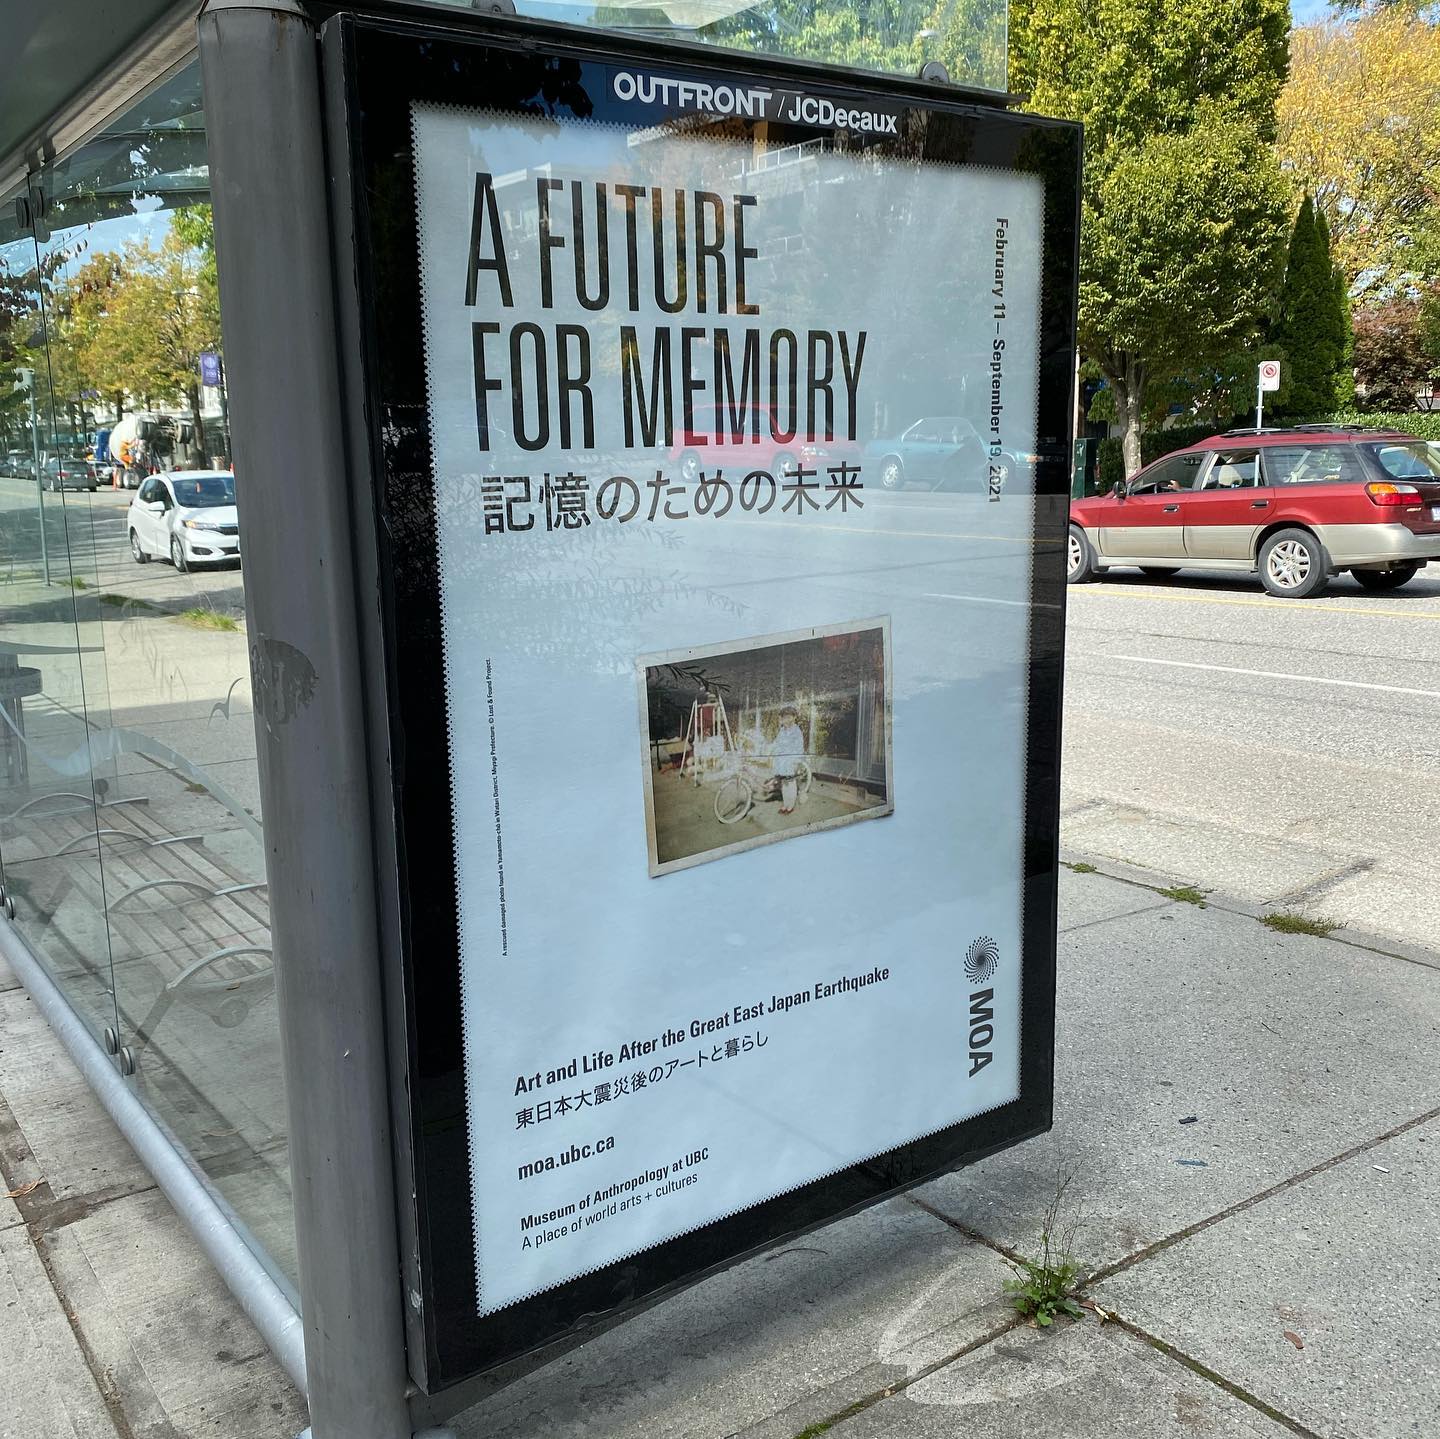 OUTFRONT / JCDecaux
A FUTURE
FOR MEMORY
記憶のための未来
February 11 – September 19, 2021
A rescued damaged photo found in Yamamoto-chō in Watari District, Miyagi Prefecture. © Lost & Found Project.
MOA
Art and Life After the Great East Japan Earthquake
東日本大震災後のアートと暮らし
moa.ubc.ca
Museum of Anthropology at UBC
A place of world arts + cultures